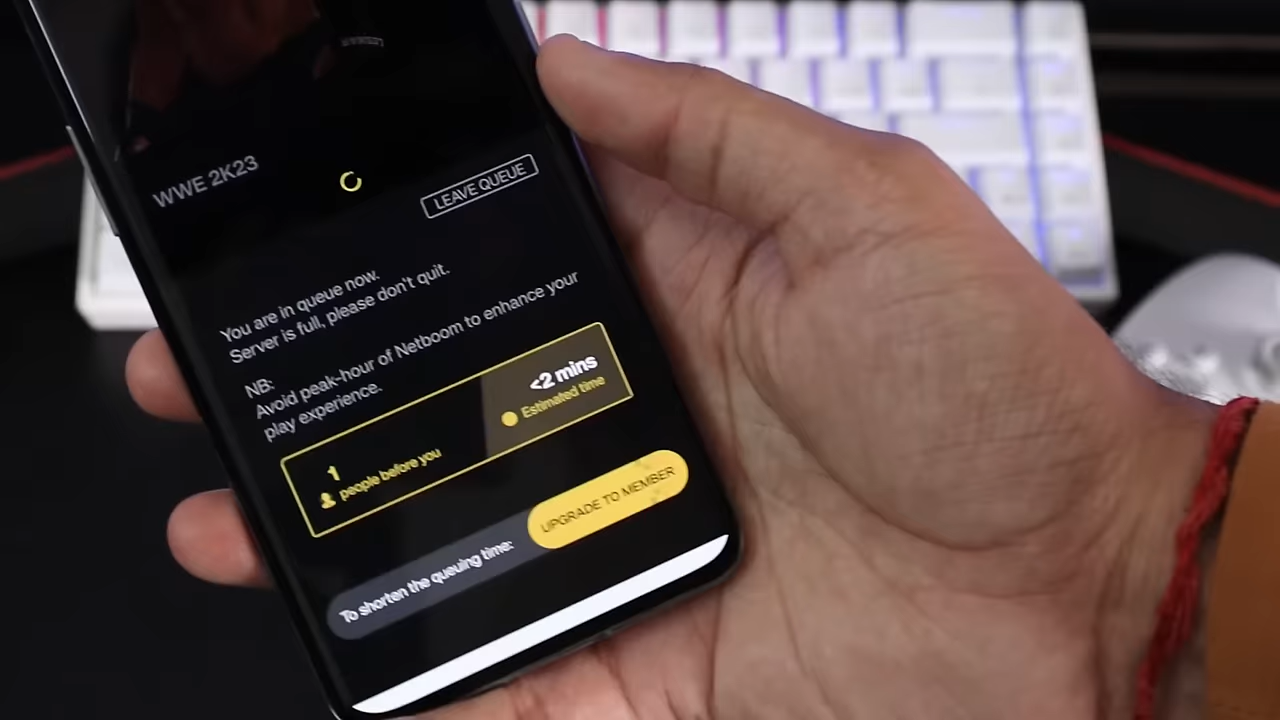 WWE 2K23
LEAVE QUEUE
You are in queue now.
Server is full, please don't quit.
NB:
Avoid peak-hour of Netboom to enhance your
play experience.
1
people before you
<2 mins
Estimated time
To shorten the queuing time:
UPGRADE TO MEMBER